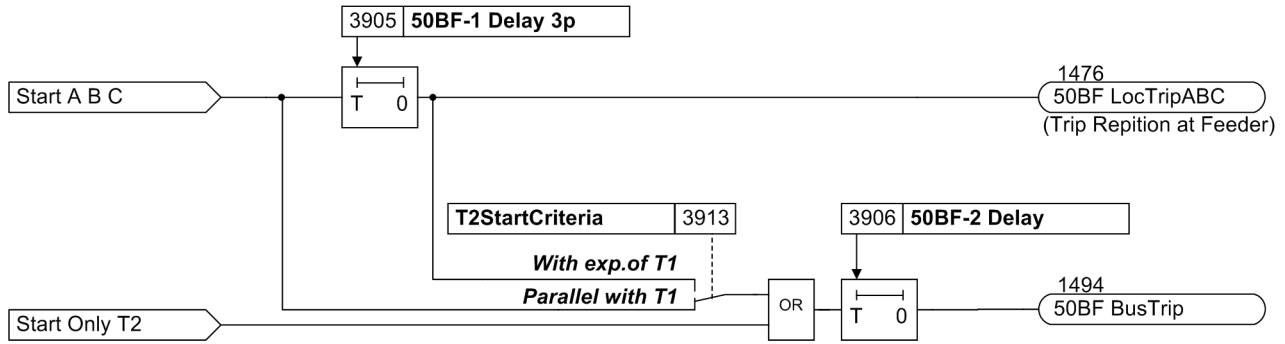 3905 50BF-1 Delay 3p
1476
Start A B C
T 0
50BF LocTripABC
(Trip Repition at Feeder)
T2StartCriteria 3913
3906 50BF-2 Delay
With exp.of T1
Parallel with T1
OR
1494
50BF BusTrip
Start Only T2
T 0